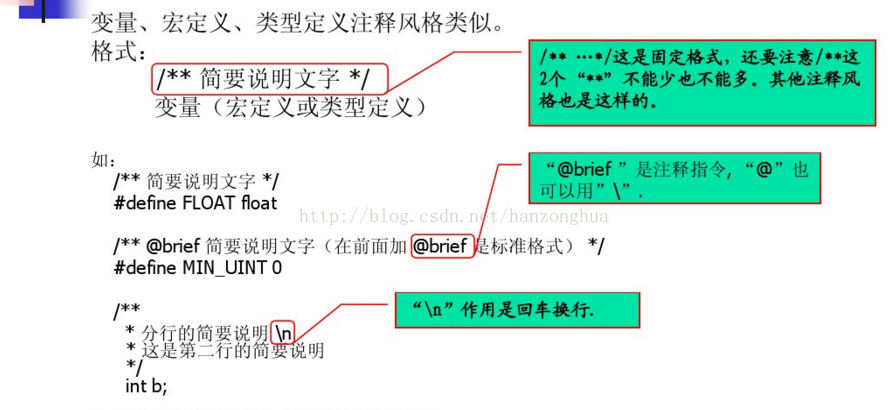 变量、宏定义、类型定义注释风格类似。
格式：
/** 简要说明文字 */
变量（宏定义或类型定义）
/** …*/这是固定格式，还要注意/**这
2个“**”不能少也不能多。其他注释风
格也是这样的。
如：
/** 简要说明文字 */
#define FLOAT float
“@brief ”是注释指令, “@”也
可以用”\”.
http://blog.csdn.net/hanzonghua
/** @brief 简要说明文字（在前面加 @brief 是标准格式） */
#define MIN_UINT 0
/**
* 分行的简要说明 \n
* 这是第二行的简要说明
*/
int b;
“\n”作用是回车换行.